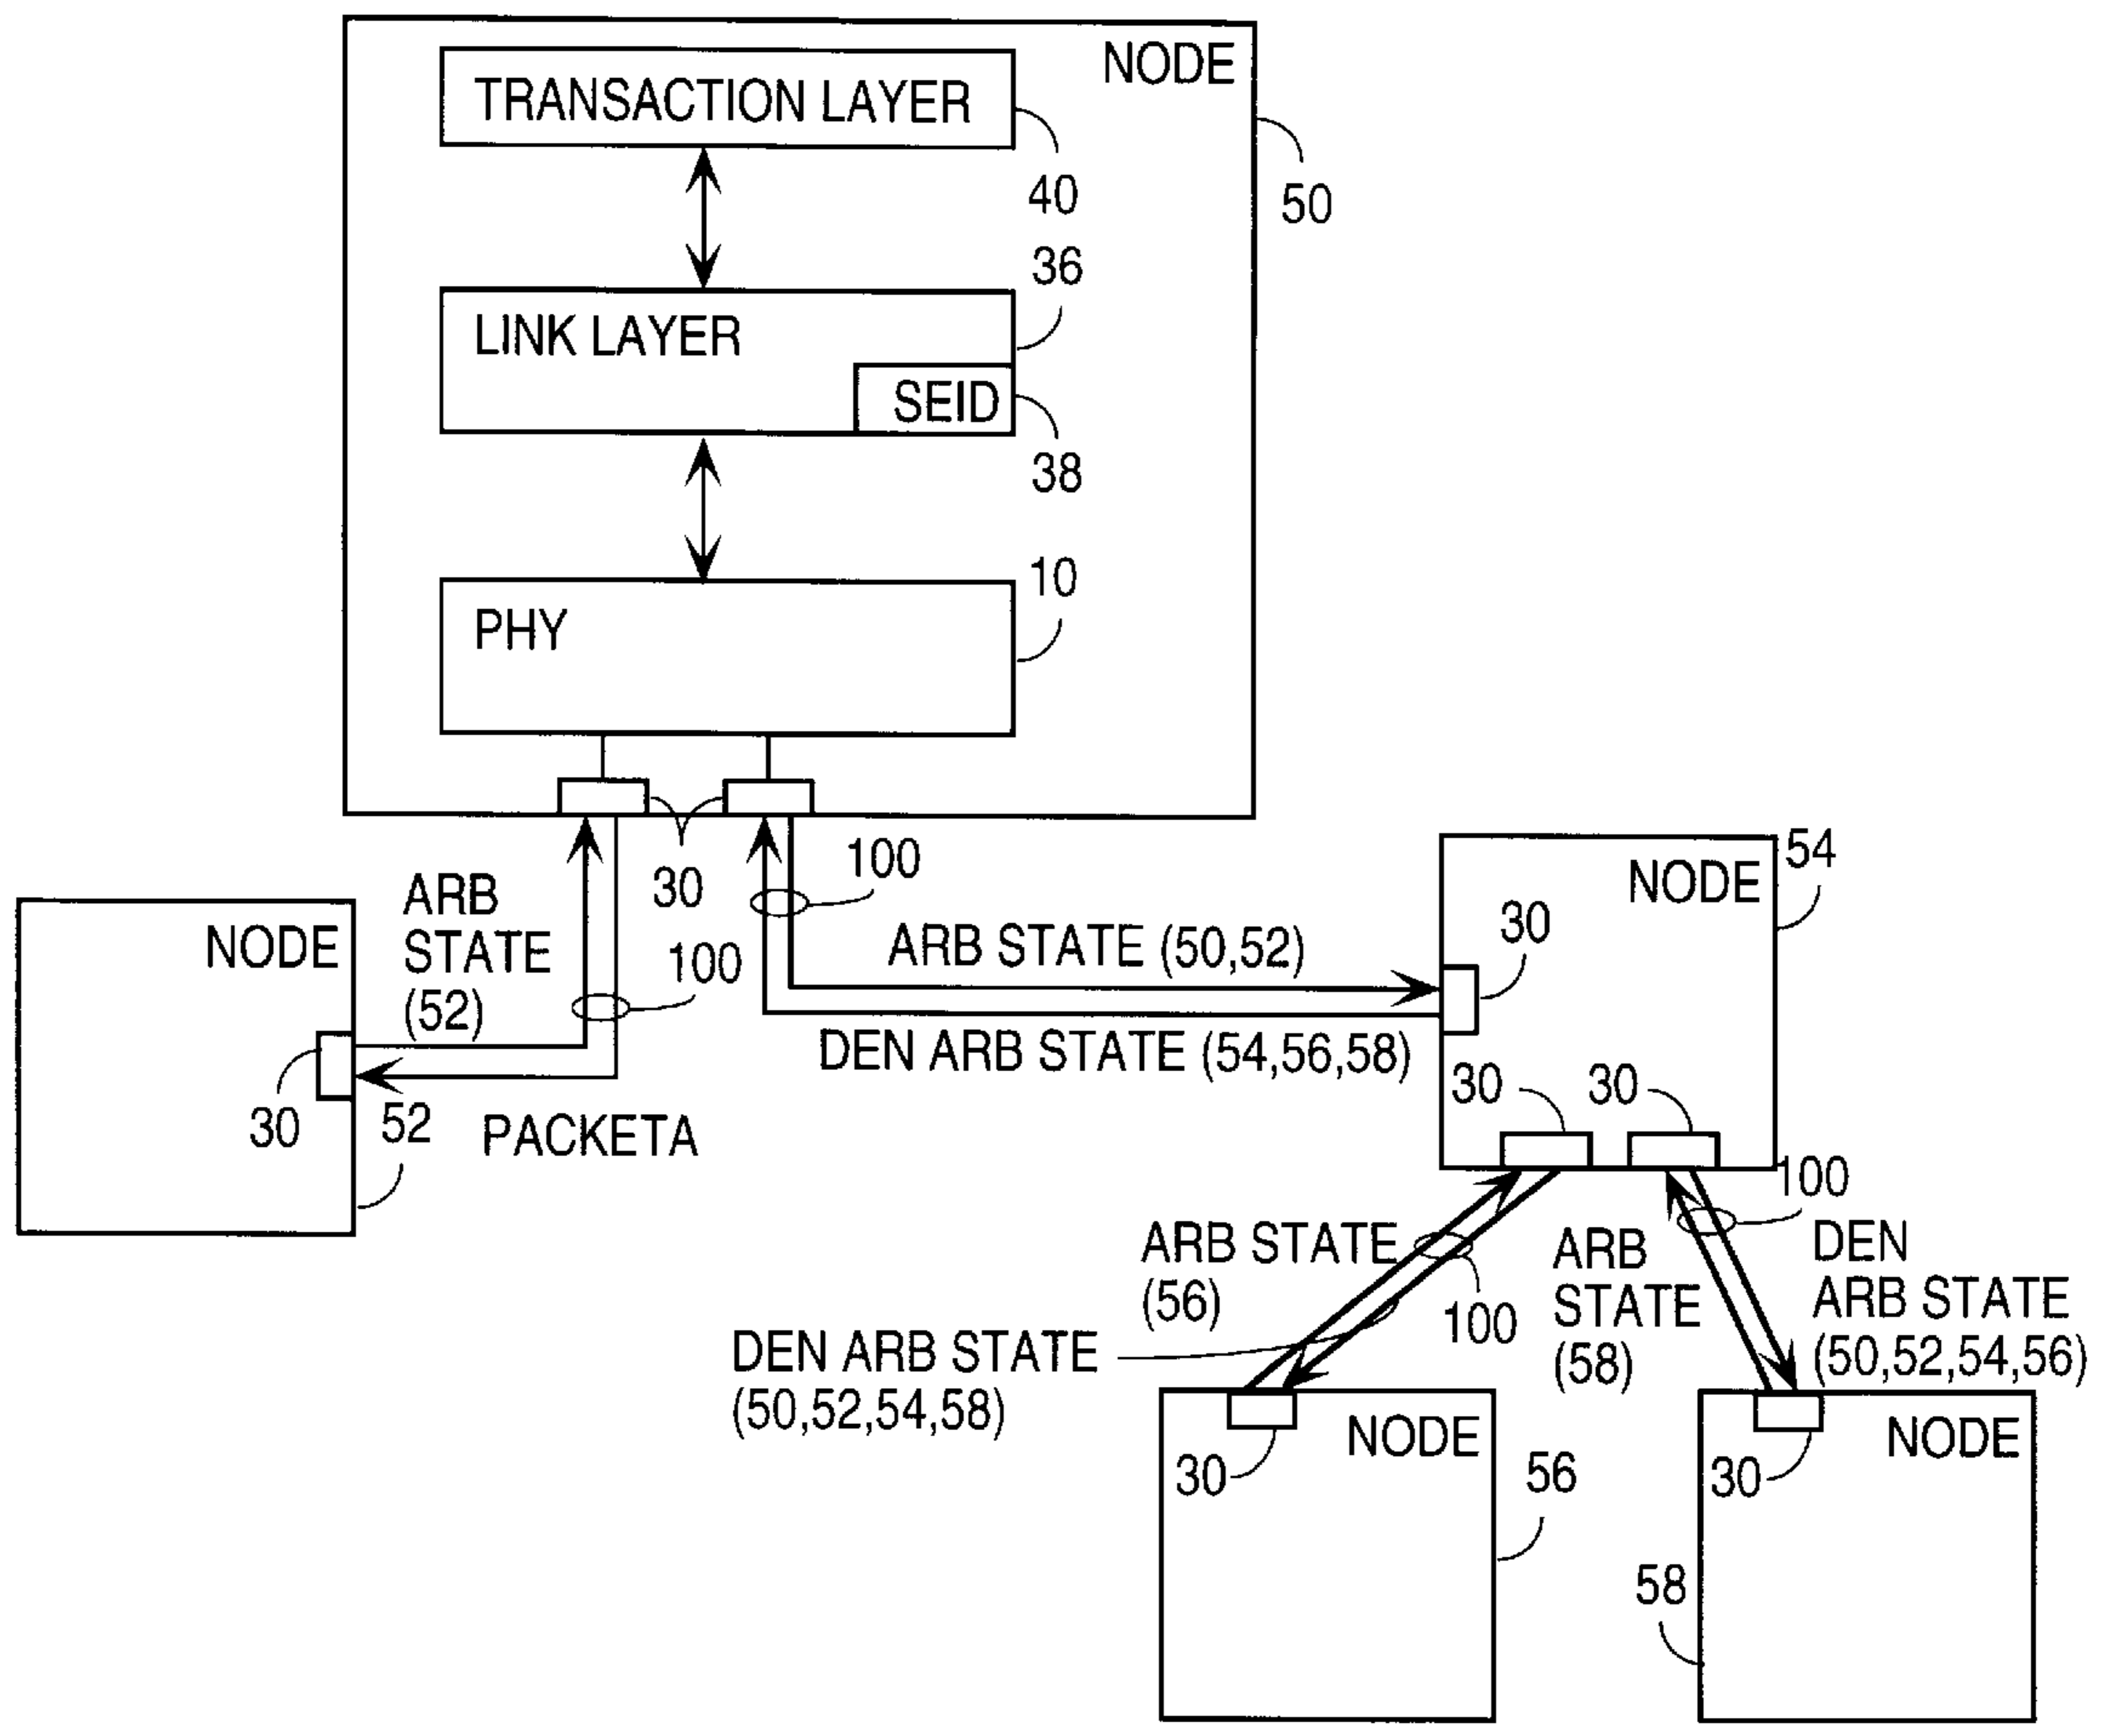 NODE
TRANSACTION LAYER
40
50
36
LINK LAYER
SEID
38
10
PHY
30
100
ARB
STATE
(52)
100
NODE
30
52
PACKETA
ARB STATE (50,52)
DEN ARB STATE (54,56,58)
54
NODE
30
30
30
100
ARB STATE
(56)
100
DEN ARB STATE
(50,52,54,58)
ARB
STATE
(58)
DEN
ARB STATE
(50,52,54,56)
NODE
30
56
NODE
30
58